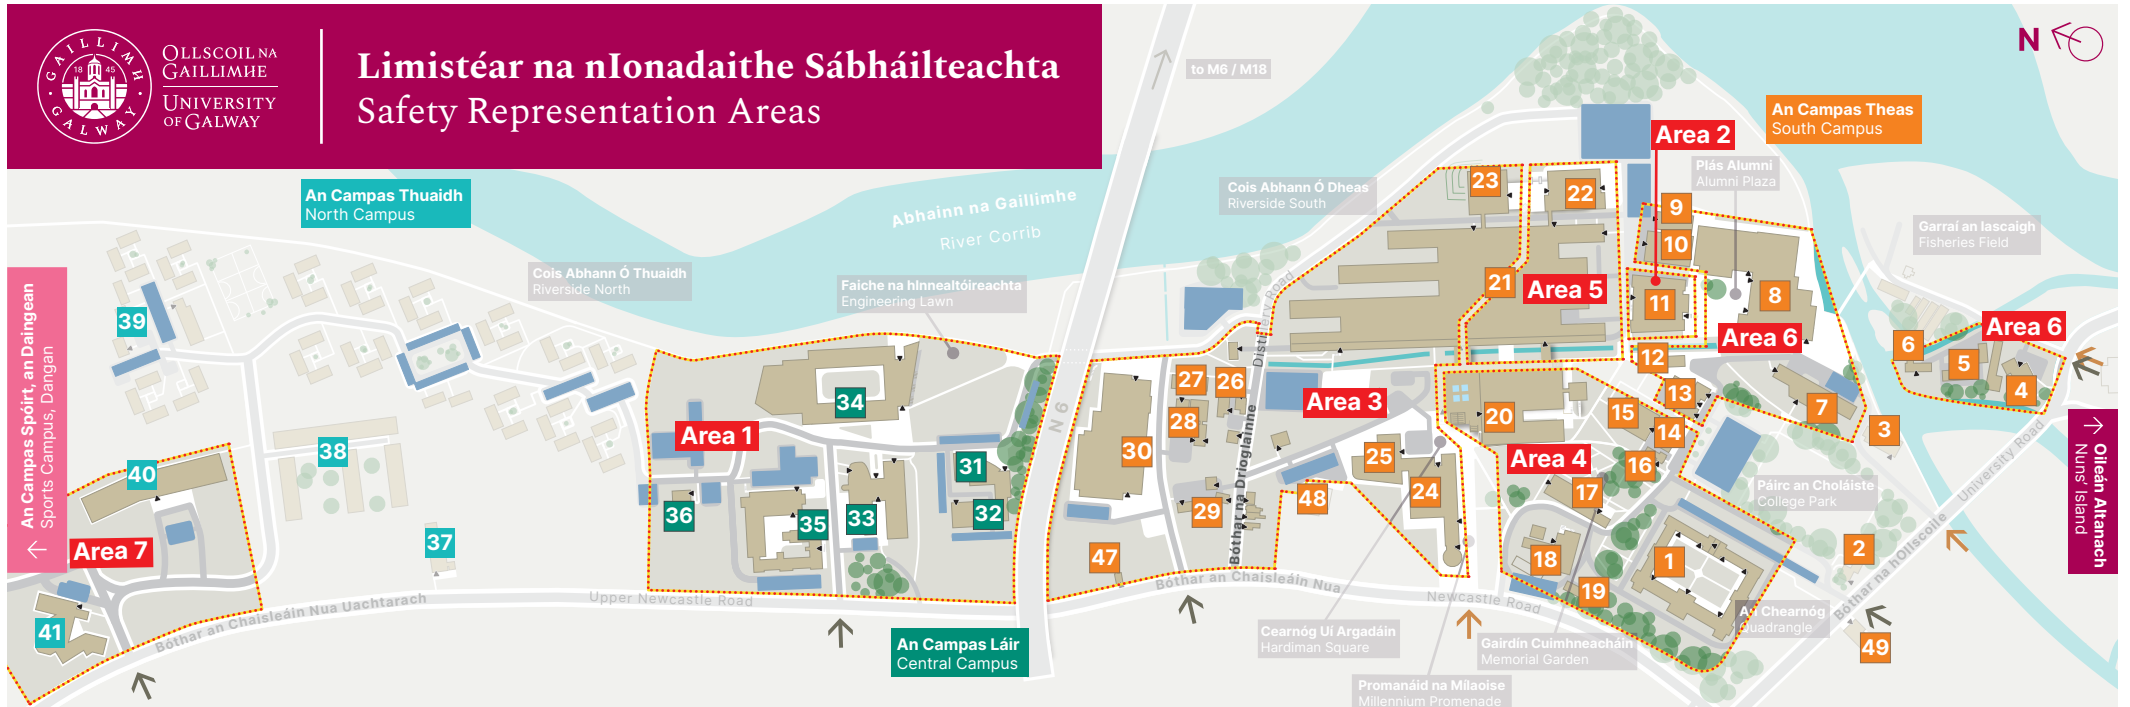 GAILLIMH
GALWAY
18 45
OLLSCOIL NA
GAILLIMHE
UNIVERSITY
OF GALWAY
Limistéar na nIonadaithe Sábháilteachta
Safety Representation Areas
N
to M6 / M18
An Campas Theas
South Campus
Area 2
Plás Alumni
Alumni Plaza
An Campas Thuaidh
North Campus
Abhainn na Gaillimhe
River Corrib
Cois Abhann Ó Dheas
Riverside South
23
22
9
10
Garraí an Iascaigh
Fisheries Field
Cois Abhann Ó Thuaidh
Riverside North
Faiche na hInnealtóireachta
Engineering Lawn
Distillery Road
21
Area 5
11
8
39
An Campas Spóirt, an Daingean
Sports Campus, Dangan
Area 6
Area 6
6
5
4
12
13
7
3
34
27
26
28
Area 3
20
15
14
Area 1
N6
30
25
Area 4
16
38
40
31
Bóthar na Drioglainne
24
17
Páirc an Choláiste
College Park
University Road
Oileán Altanach
Nuns' Island
36
35
33
32
29
48
37
Area 7
47
18
1
2
19
Bóthar na hOllscoile
Bóthar an Chaisleáin Nua
Newcastle Road
Bóthar an Chaisleáin Nua Uachtarach
Upper Newcastle Road
41
An Chearnóg
Quadrangle
49
An Campas Láir
Central Campus
Cearnóg Uí Argadáin
Hardiman Square
Gairdín Cuimhneacháin
Memorial Garden
Promanáid na Mílaoise
Millennium Promenade